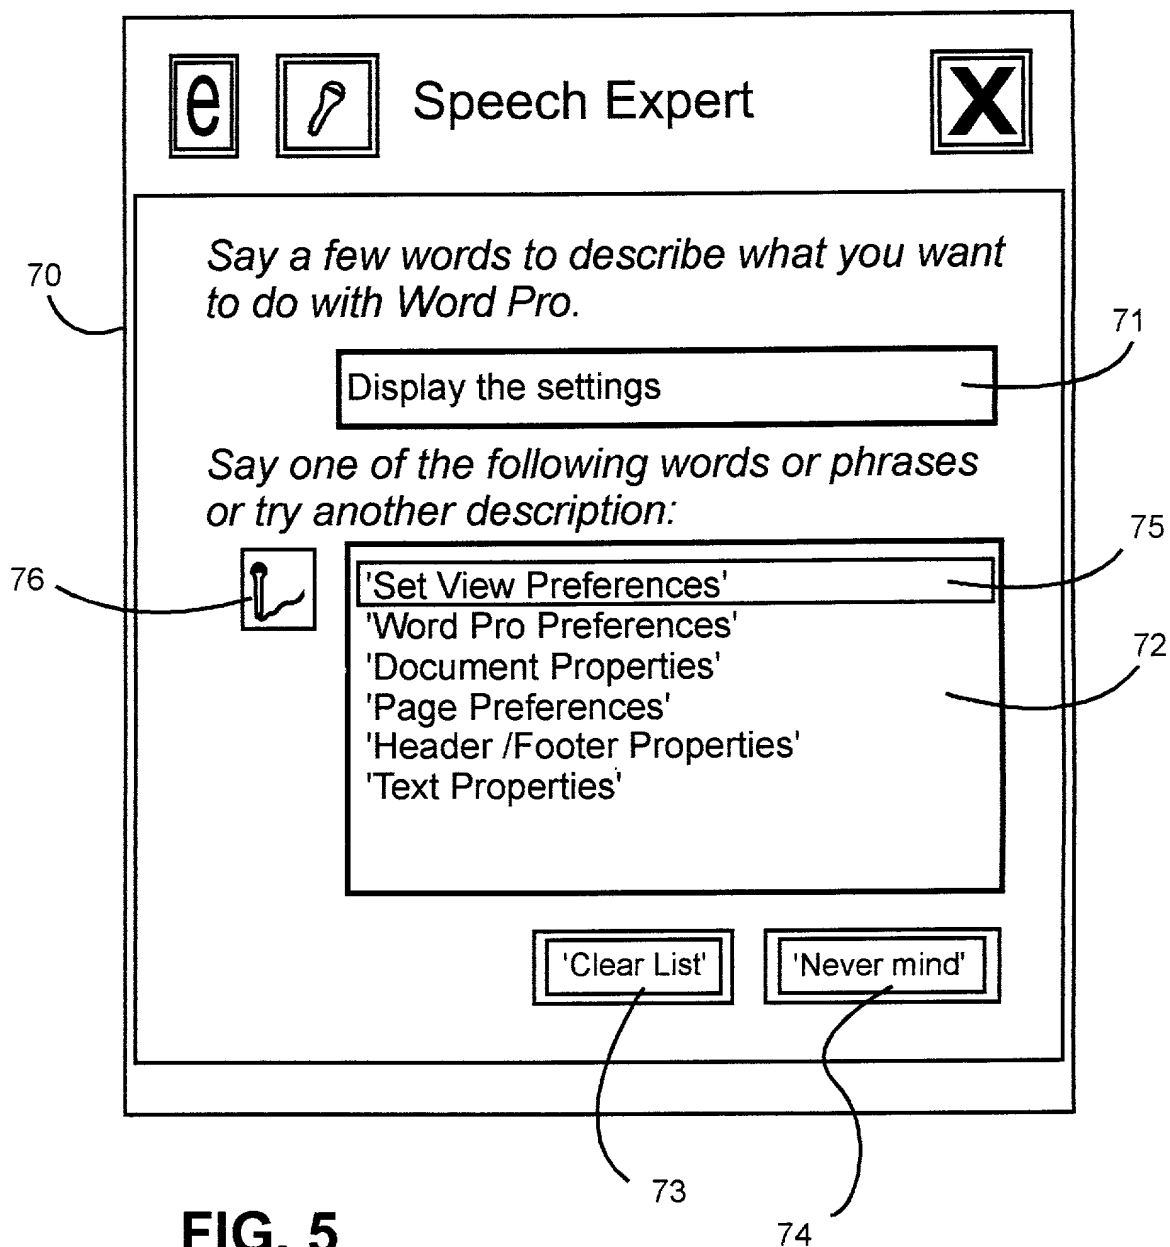 e Speech Expert X
Say a few words to describe what you want
to do with Word Pro.
70
71
Display the settings
Say one of the following words or phrases
or try another description:
75
76
'Set View Preferences'
'Word Pro Preferences'
72
'Document Properties'
'Page Preferences'
'Header /Footer Properties'
'Text Properties'
'Clear List' 'Never mind'
73
74
FIG. 5